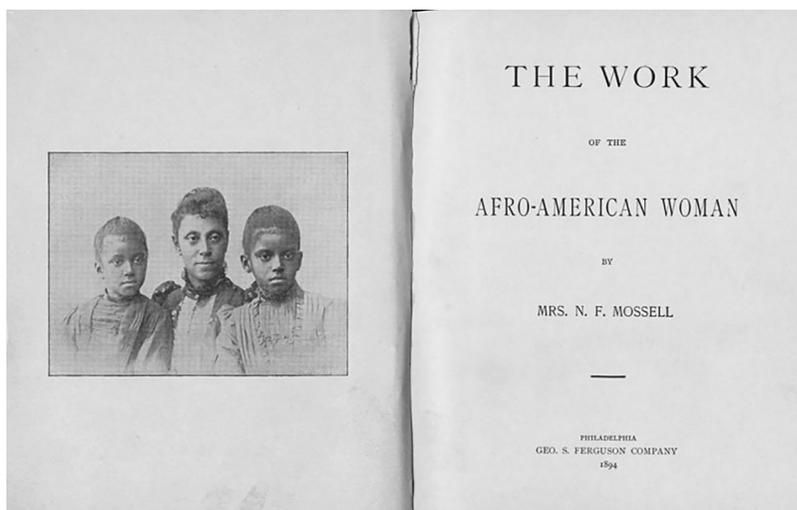 THE WORK
OF THE
AFRO-AMERICAN WOMAN
BY
MRS. N. F. MOSSELL
PHILADELPHIA
GEO. S. FERGUSON COMPANY
1894